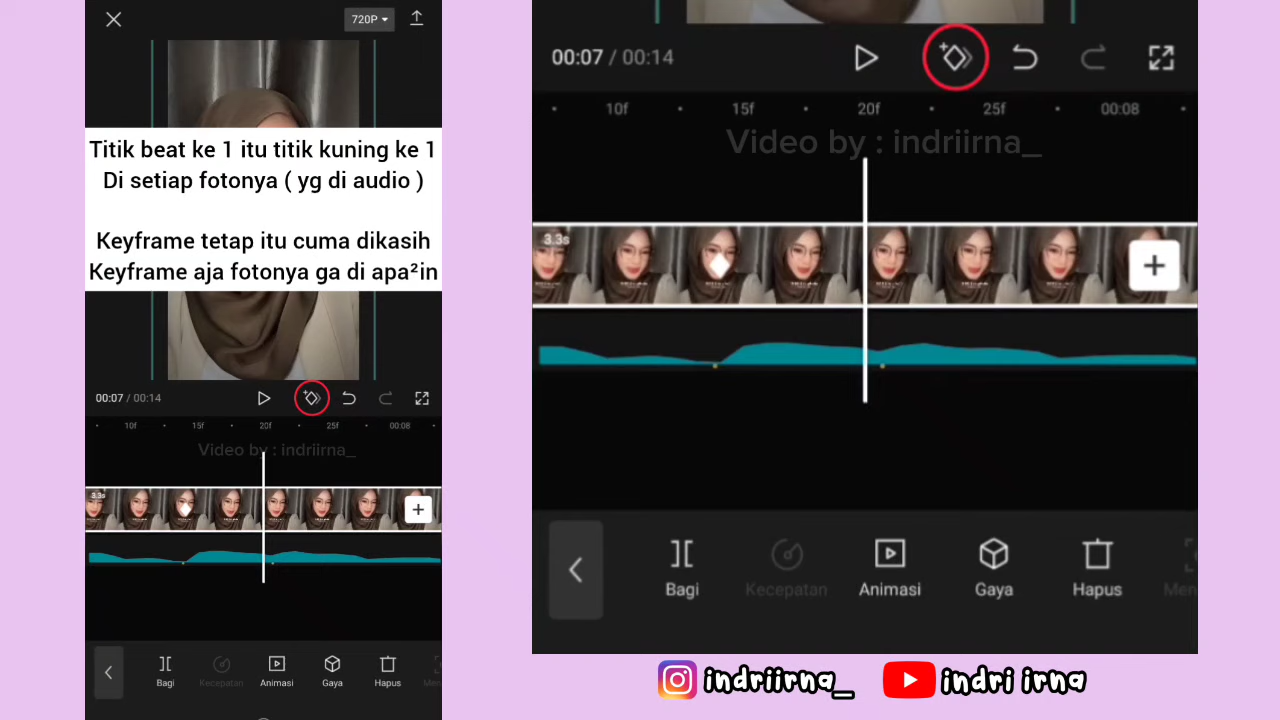 720P
Titik beat ke 1 itu titik kuning ke 1
Di setiap fotonya ( yg di audio )
Keyframe tetap itu cuma dikasih
Keyframe aja fotonya ga di apa²in
00:07 / 00:14
10f 15f 20f 25f 00:08
Video by : indriirna_
3.3s
Bagi Kecepatan Animasi Gaya Hapus
00:07 / 00:14
10f 15f 20f 25f 00:08
Video by : indriirna_
3.3s
Bagi Kecepatan Animasi Gaya Hapus
indriirna_ indri irna